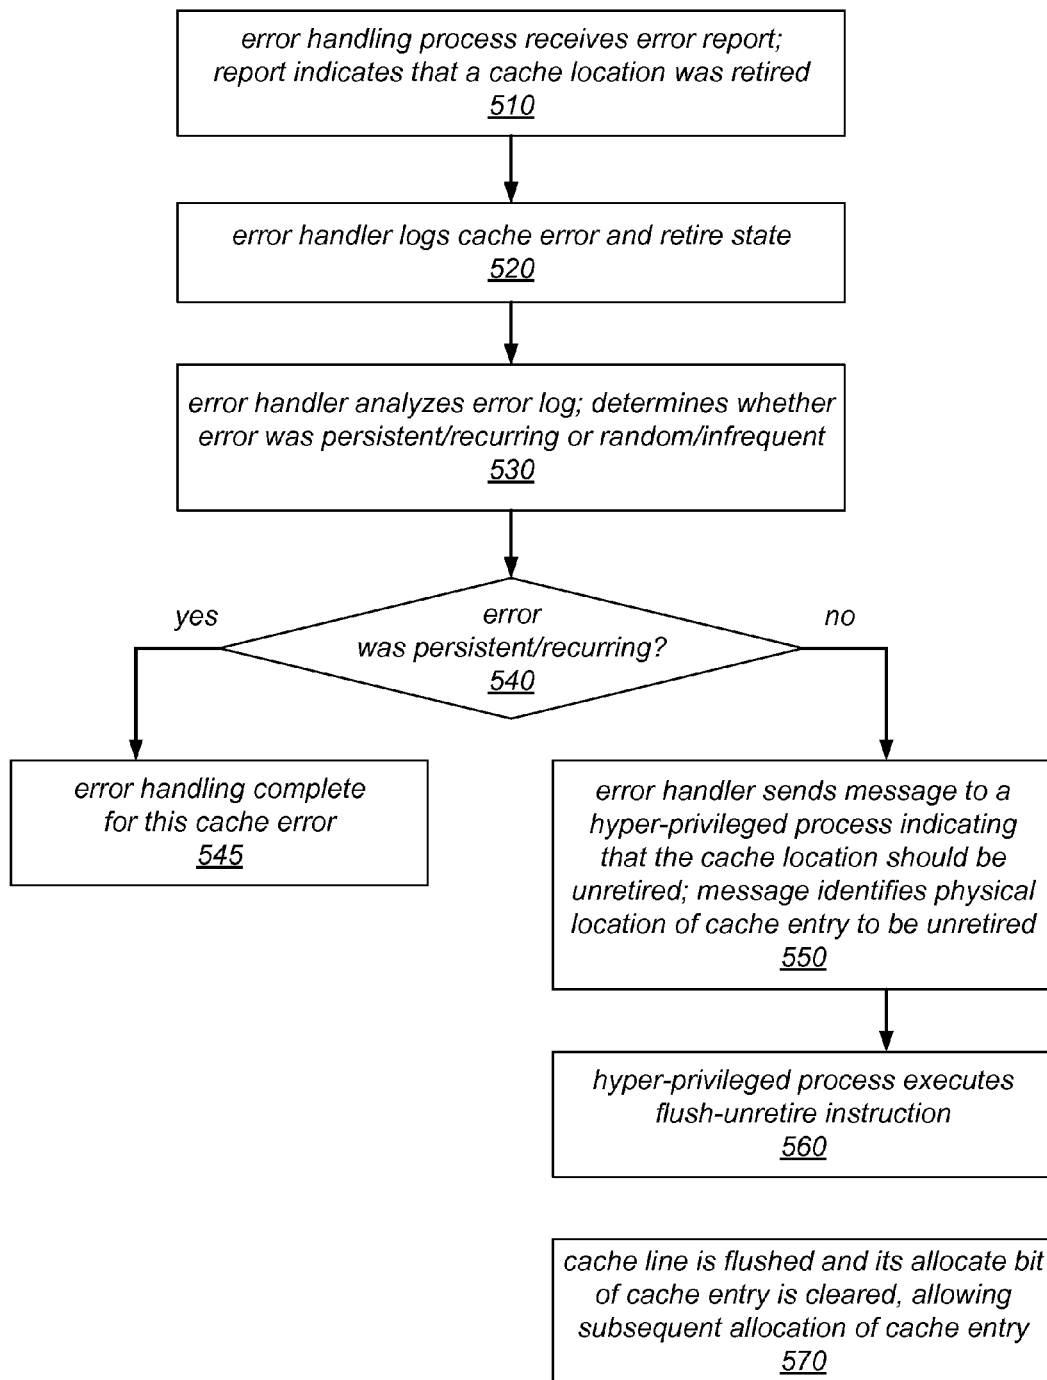 error handling process receives error report;
report indicates that a cache location was retired
510
error handler logs cache error and retire state
520
error handler analyzes error log; determines whether
error was persistent/recurring or random/infrequent
530
yes
error
was persistent/recurring?
540
no
error handling complete
for this cache error
545
error handler sends message to a
hyper-privileged process indicating
that the cache location should be
unretired; message identifies physical
location of cache entry to be unretired
550
hyper-privileged process executes
flush-unretire instruction
560
cache line is flushed and its allocate bit
of cache entry is cleared, allowing
subsequent allocation of cache entry
570